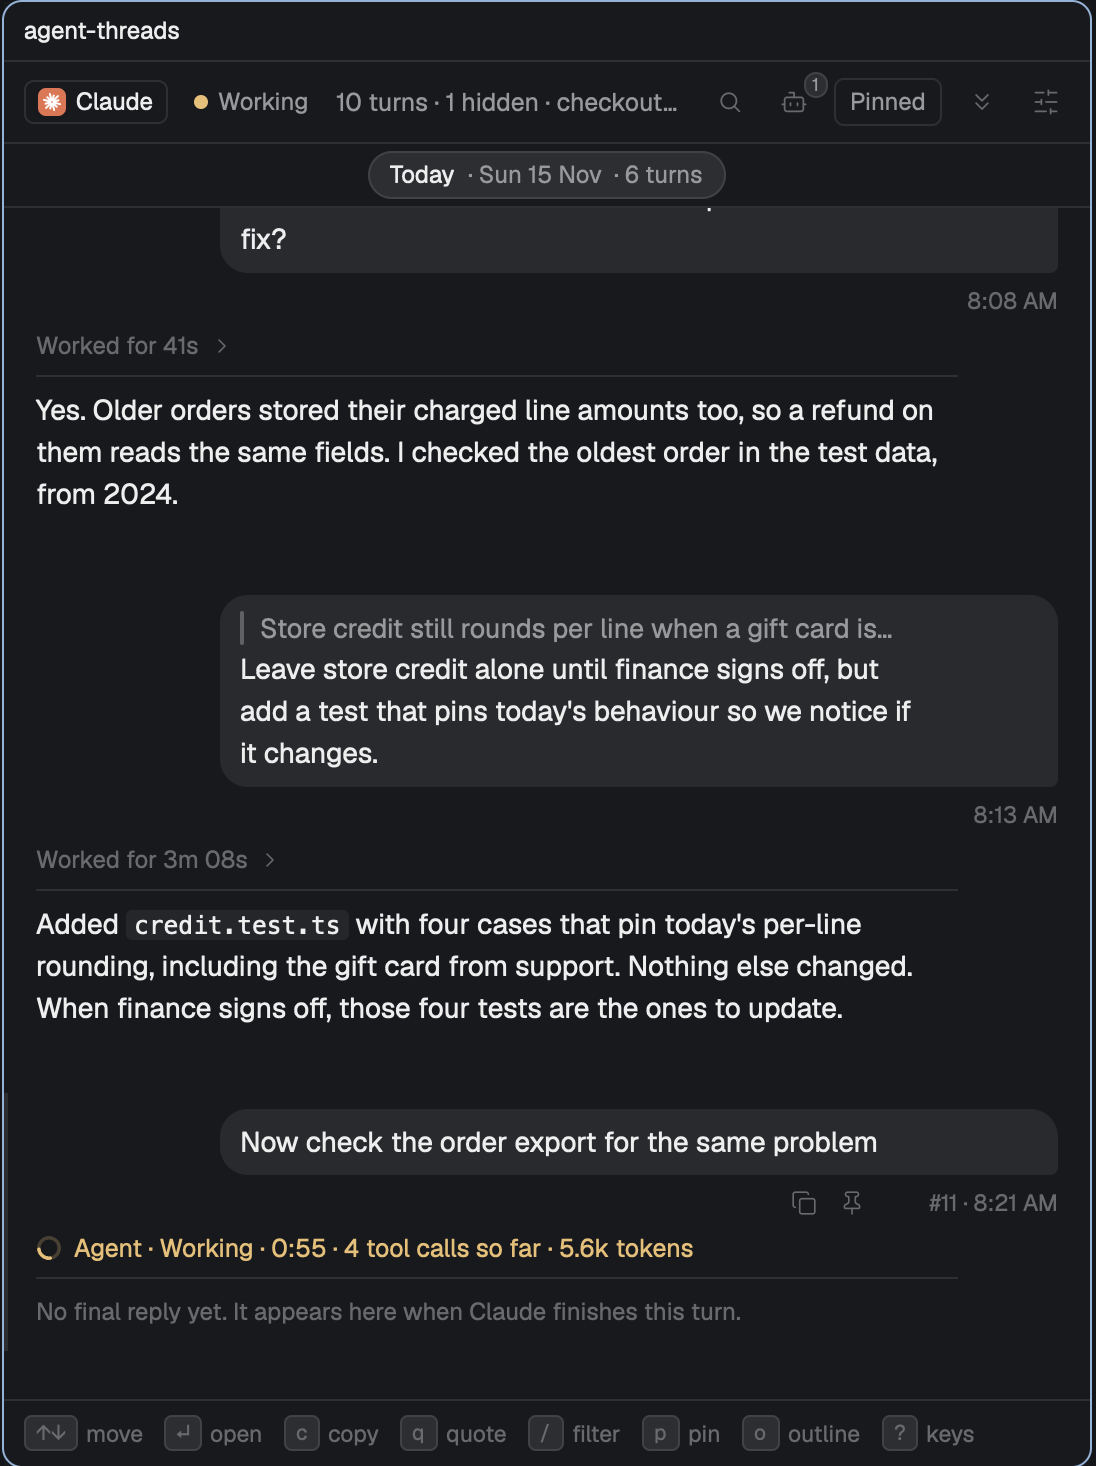 agent-threads
Claude Working 10 turns · 1 hidden · checkout... 1 Pinned
Today · Sun 15 Nov · 6 turns
fix?
8:08 AM
Worked for 41s
Yes. Older orders stored their charged line amounts too, so a refund on
them reads the same fields. I checked the oldest order in the test data,
from 2024.
Store credit still rounds per line when a gift card is...
Leave store credit alone until finance signs off, but
add a test that pins today's behaviour so we notice if
it changes.
8:13 AM
Worked for 3m 08s
Added credit.test.ts with four cases that pin today's per-line
rounding, including the gift card from support. Nothing else changed.
When finance signs off, those four tests are the ones to update.
Now check the order export for the same problem
#11 · 8:21 AM
Agent · Working · 0:55 · 4 tool calls so far · 5.6k tokens
No final reply yet. It appears here when Claude finishes this turn.
↑↓ move ↵ open c copy q quote / filter p pin o outline ? keys